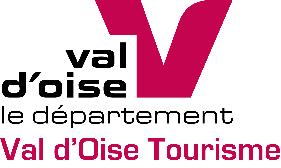 val
d'oise
le département
Val d'Oise Tourisme